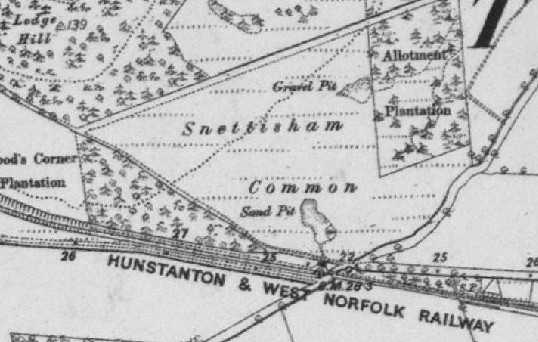 Lodge
139
Hill
Allotment
Gravel Pit
Plantation
Snettisham
ood's Corner
Plantation
Common
Sand Pit
27
26
25
22
25
HUNSTANTON & WEST NORFOLK RAILWAY
S.P.